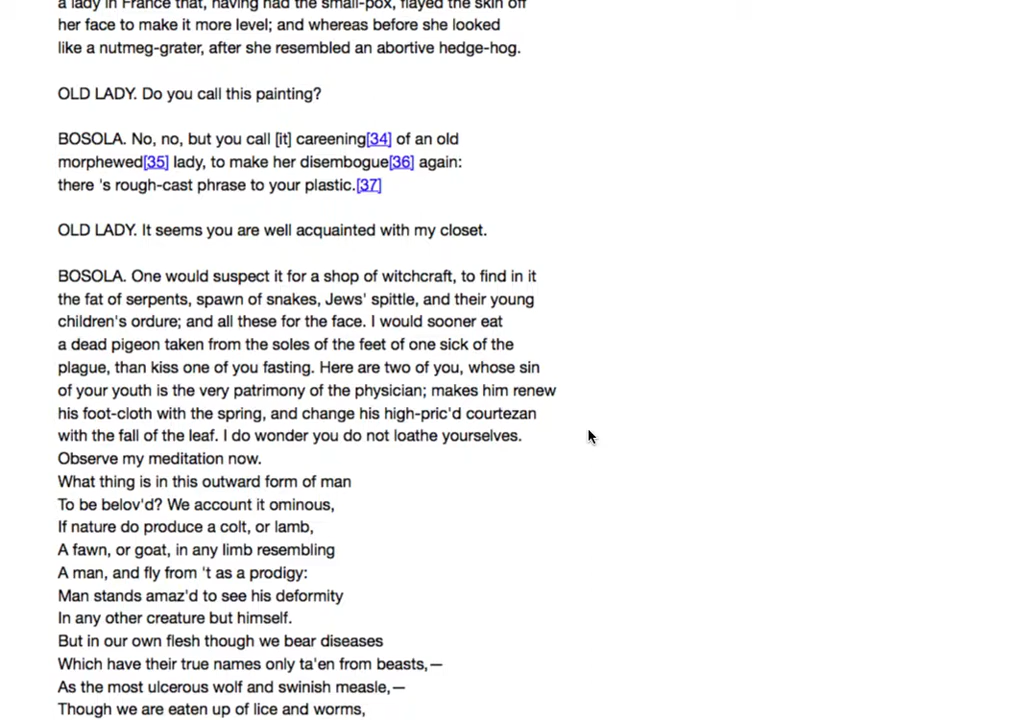 a lady in France that, having had the small-pox, flayed the skin off
her face to make it more level; and whereas before she looked
like a nutmeg-grater, after she resembled an abortive hedge-hog.
OLD LADY. Do you call this painting?
BOSOLA. No, no, but you call [it] careening[34] of an old
morphewed[35] lady, to make her disembogue[36] again:
there 's rough-cast phrase to your plastic.[37]
OLD LADY. It seems you are well acquainted with my closet.
BOSOLA. One would suspect it for a shop of witchcraft, to find in it
the fat of serpents, spawn of snakes, Jews' spittle, and their young
children's ordure; and all these for the face. I would sooner eat
a dead pigeon taken from the soles of the feet of one sick of the
plague, than kiss one of you fasting. Here are two of you, whose sin
of your youth is the very patrimony of the physician; makes him renew
his foot-cloth with the spring, and change his high-pric'd courtezan
with the fall of the leaf. I do wonder you do not loathe yourselves.
Observe my meditation now.
What thing is in this outward form of man
To be belov'd? We account it ominous,
If nature do produce a colt, or lamb,
A fawn, or goat, in any limb resembling
A man, and fly from 't as a prodigy:
Man stands amaz'd to see his deformity
In any other creature but himself.
But in our own flesh though we bear diseases
Which have their true names only ta'en from beasts,—
As the most ulcerous wolf and swinish measle,—
Though we are eaten up of lice and worms,